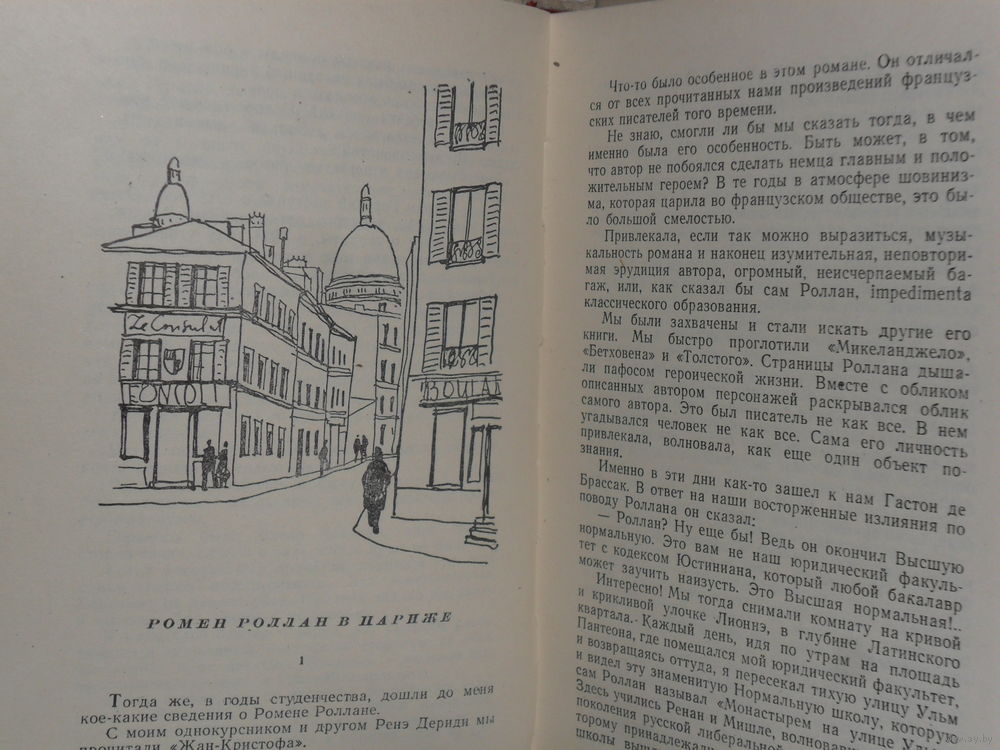 Le Consulat
BOULAN
РОМЕН РОЛЛАН В ПАРИЖЕ
1
Тогда же, в годы студенчества, дошли до меня
кое-какие сведения о Ромене Роллане.
С моим однокурсником и другом Ренэ Дериди мы
прочитали «Жан-Кристофа».
Что-то было особенное в этом романе. Он отличал-
ся от всех прочитанных нами произведений француз-
ских писателей того времени.
Не знаю, смогли ли бы мы сказать тогда, в чем
именно была его особенность. Быть может, в том,
что автор не побоялся сделать немца главным и поло-
жительным героем? В те годы в атмосфере шовиниз-
ма, которая царила во французском обществе, это бы-
ло большой смелостью.
Привлекала, если так можно выразиться, музы-
кальность романа и наконец изумительная, неповтори-
мая эрудиция автора, огромный, неисчерпаемый ба-
гаж, или, как сказал бы сам Роллан, impedimenta
классического образования.
Мы были захвачены и стали искать другие его
книги. Мы быстро проглотили «Микеланджело»,
«Бетховена» и «Толстого». Страницы Роллана дыша-
ли пафосом героической жизни. Вместе с обликом
описанных автором персонажей раскрывался облик
самого автора. Это был писатель не как все. В нем
угадывался человек не как все. Сама его личность
привлекала, волновала, как еще один объект по-
знания.
Именно в эти дни как-то зашел к нам Гастон де
Брассак. В ответ на наши восторженные излияния по
поводу Роллана он сказал:
— Роллан? Ну еще бы! Ведь он окончил Высшую
нормальную. Это вам не наш юридический факуль-
тет с кодексом Юстиниана, который любой бакалавр
может заучить наизусть. Это Высшая нормальная!..
Интересно! Мы тогда снимали комнату на кривой
и крикливой улочке Лионнэ, в глубине Латинского
квартала. Каждый день, идя по утрам на площадь
Пантеона, где помещался мой юридический факультет,
и возвращаясь оттуда, я пересекал тихую улицу Ульм
и видел эту знаменитую Нормальную школу, которую
сам Роллан называл «Монастырем на улице
Здесь учились Ренан и Мишле,
поколения русской либеральной
торому принадлежал
школы